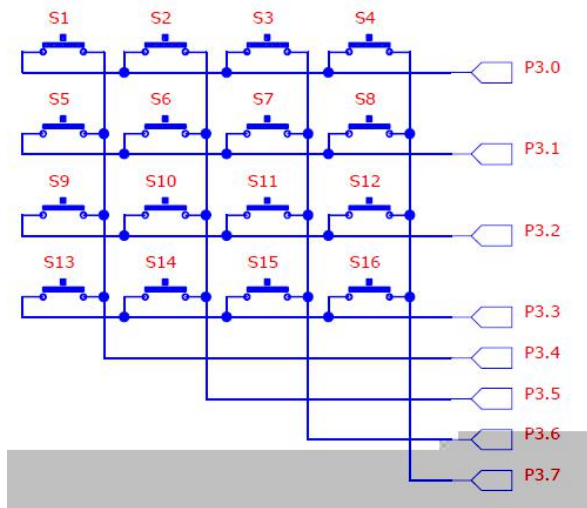 S1 S2 S3 S4
P3.0
S5 S6 S7 S8
P3.1
S9 S10 S11 S12
P3.2
S13 S14 S15 S16
P3.3
P3.4
P3.5
P3.6
P3.7